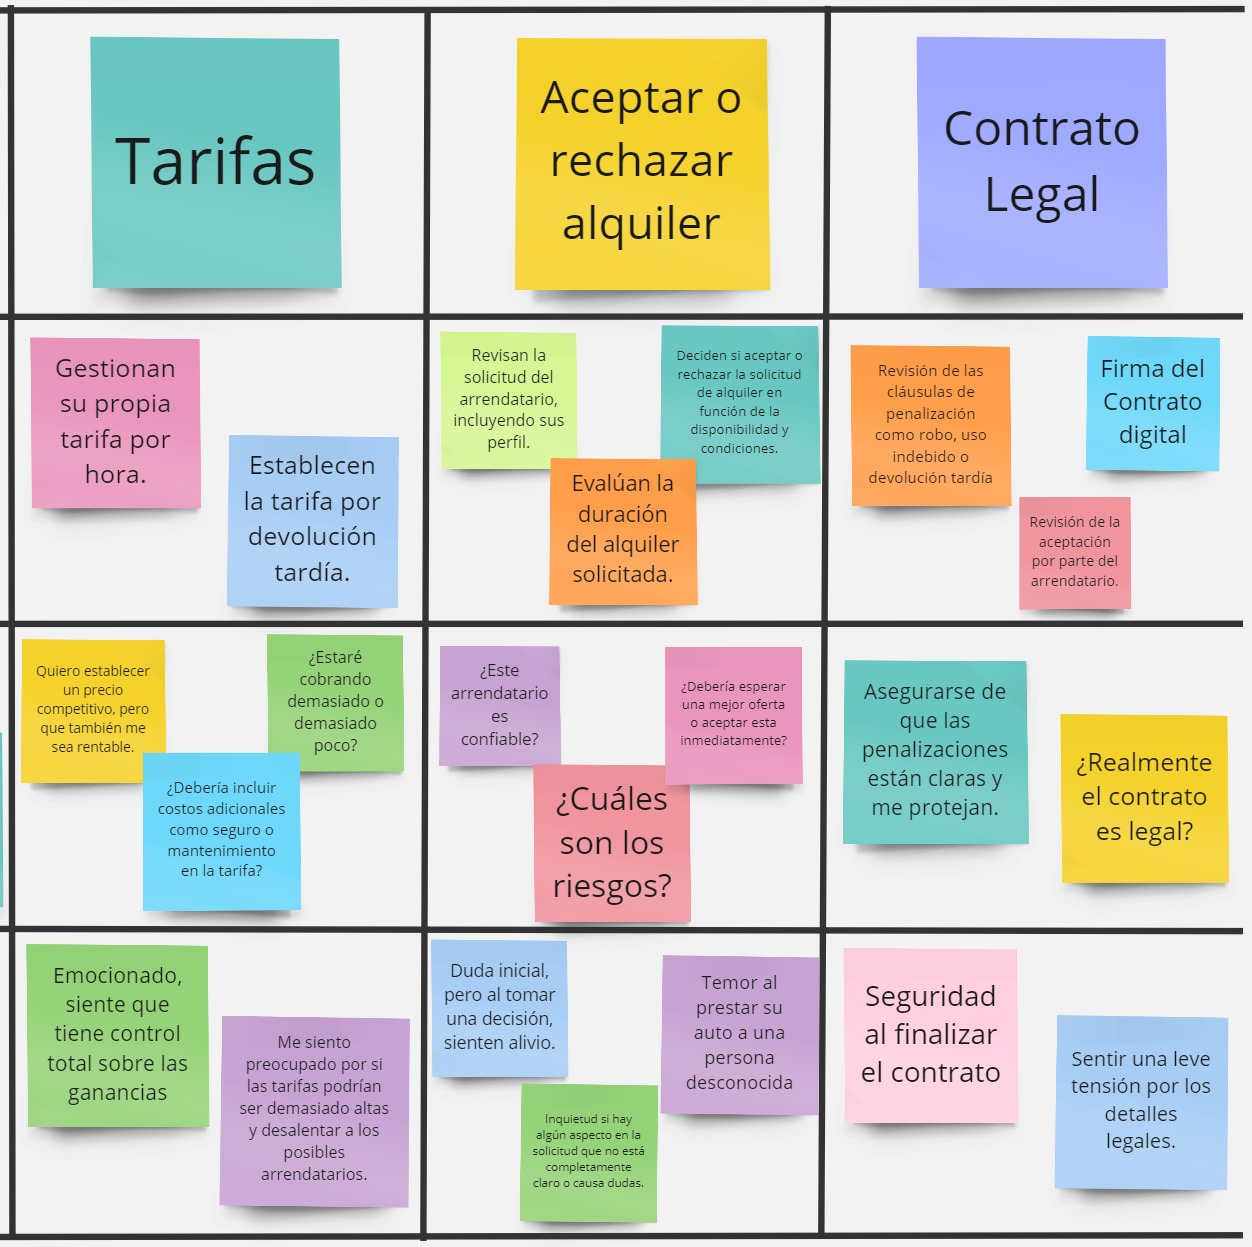 Tarifas
Aceptar o
rechazar
alquiler
Contrato
Legal
Gestionan
su propia
tarifa por
hora.
Establecen
la tarifa por
devolución
tardía.
Revisan la
solicitud del
arrendatario,
incluyendo sus
perfil.
Evalúan la
duración
del alquiler
solicitada.
Deciden si aceptar o
rechazar la solicitud
de alquiler en
función de la
disponibilidad y
condiciones.
Revisión de las
cláusulas de
penalización
como robo, uso
indebido o
devolución tardía
Firma del
Contrato
digital
Revisión de la
aceptación
por parte del
arrendatario.
Quiero establecer
un precio
competitivo, pero
que también me
sea rentable.
¿Debería incluir
costos adicionales
como seguro o
mantenimiento
en la tarifa?
¿Estaré
cobrando
demasiado o
demasiado
poco?
¿Este
arrendatario
es
confiable?
¿Cuáles
son los
riesgos?
¿Debería esperar
una mejor oferta
o aceptar esta
inmediatamente?
Asegurarse de
que las
penalizaciones
están claras y
me protejan.
¿Realmente
el contrato
es legal?
Emocionado,
siente que
tiene control
total sobre las
ganancias
Me siento
preocupado por si
las tarifas podrían
ser demasiado altas
y desalentar a los
posibles
arrendatarios.
Duda inicial,
pero al tomar
una decisión,
sienten alivio.
Inquietud si hay
algún aspecto en la
solicitud que no está
completamente
claro o causa dudas.
Temor al
prestar su
auto a una
persona
desconocida
Seguridad
al finalizar
el contrato
Sentir una leve
tensión por los
detalles
legales.